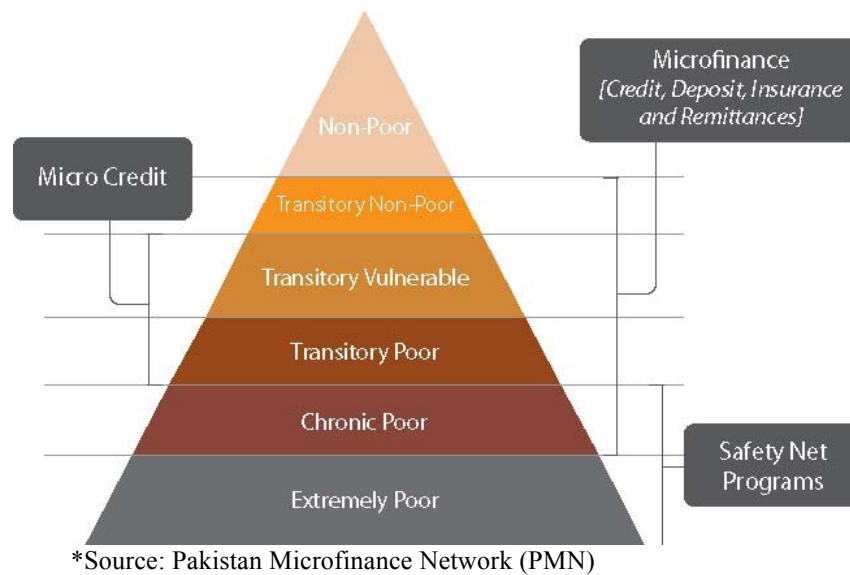 Microfinance
[Credit, Deposit, Insurance
and Remittances]
Non-Poor
Micro Credit
Transitory Non-Poor
Transitory Vulnerable
Transitory Poor
Chronic Poor
Safety Net
Programs
Extremely Poor
*Source: Pakistan Microfinance Network (PMN)